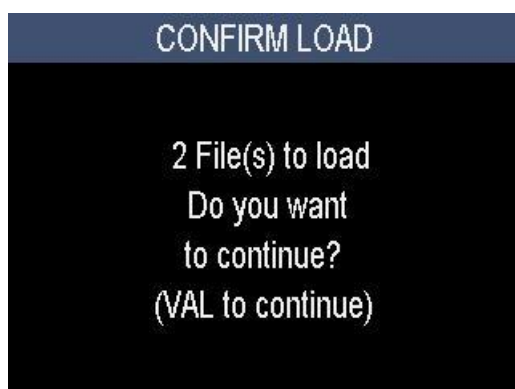 CONFIRM LOAD
2 File(s) to load
Do you want
to continue?
(VAL to continue)